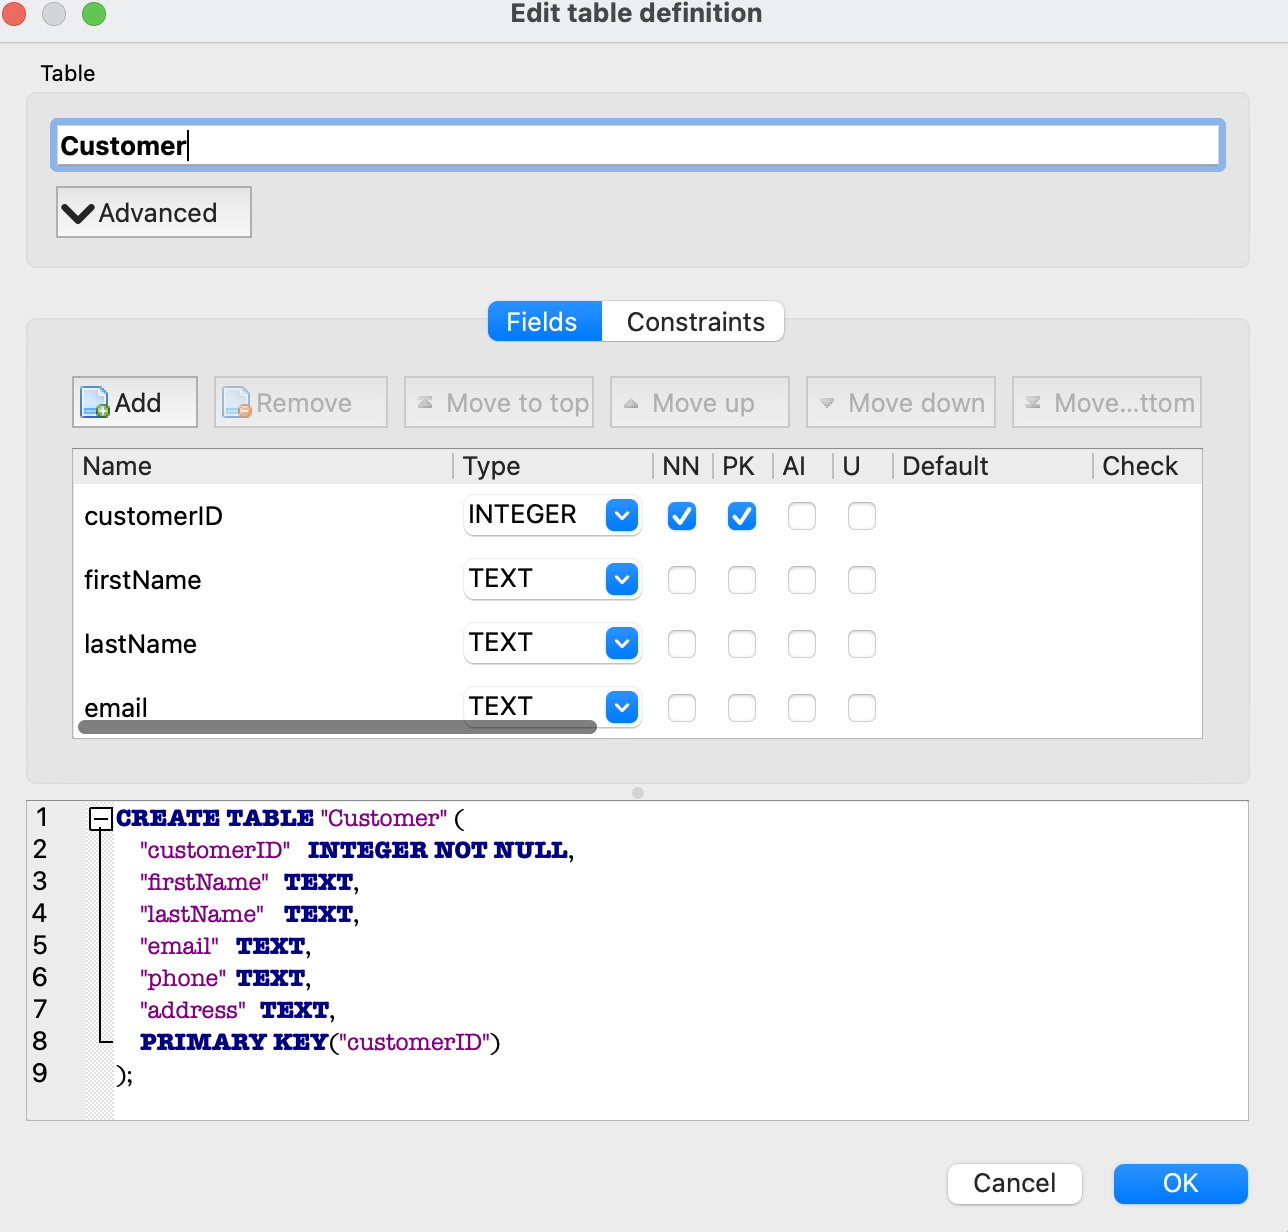 Edit table definition
Table
Customer
Advanced
Fields Constraints
Add Remove Move to top Move up Move down Move...ttom
Name Type NN PK AI U Default Check
customerID INTEGER
firstName TEXT
lastName TEXT
email TEXT
1 CREATE TABLE "Customer" (
2 "customerID" INTEGER NOT NULL,
3 "firstName" TEXT,
4 "lastName" TEXT,
5 "email" TEXT,
6 "phone" TEXT,
7 "address" TEXT,
8 PRIMARY KEY("customerID")
9 );
Cancel OK